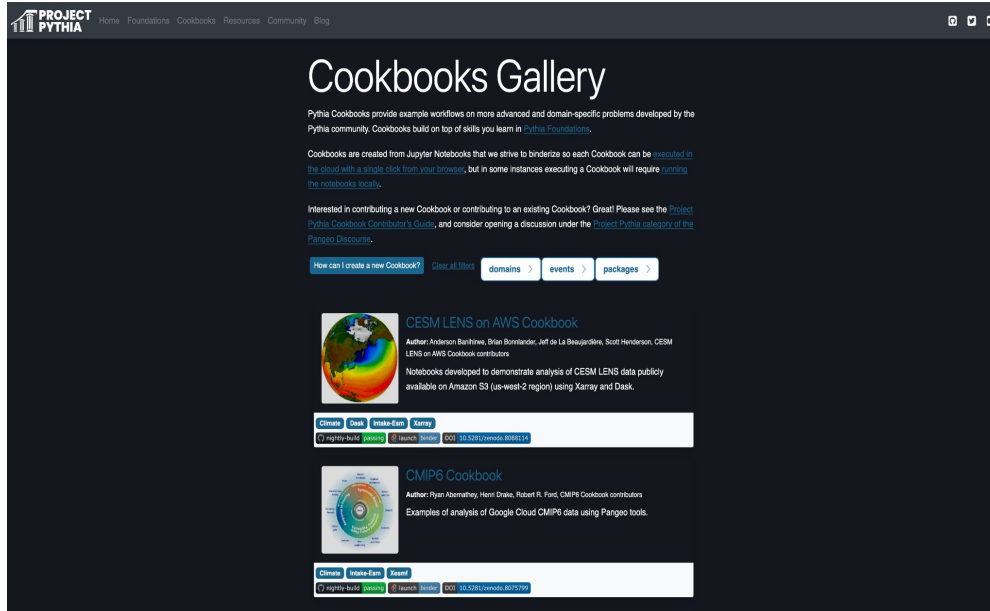 PROJECT PYTHIA
Home Foundations Cookbooks Resources Community Blog
Cookbooks Gallery
Pythia Cookbooks provide example workflows on more advanced and domain-specific problems developed by the
Pythia community. Cookbooks build on top of skills you learn in Pythia Foundations.
Cookbooks are created from Jupyter Notebooks that we strive to binderize so each Cookbook can be executed in
the cloud with a single click from your browser, but in some instances executing a Cookbook will require running
the notebooks locally.
Interested in contributing a new Cookbook or contributing to an existing Cookbook? Great! Please see the Project
Pythia Cookbook Contributor's Guide, and consider opening a discussion under the Project Pythia category of the
Pangeo Discourse.
How can I create a new Cookbook? Clear all filters domains events packages
CESM LENS on AWS Cookbook
Author: Anderson Banihirwe, Brian Bonnlander, Jeff de La Beaujardière, Scott Henderson, CESM
LENS on AWS Cookbook contributors
Notebooks developed to demonstrate analysis of CESM LENS data publicly
available on Amazon S3 (us-west-2 region) using Xarray and Dask.
Climate Dask Intake-Esm Xarray
nightly-build passing launch binder DOI 10.5281/zenodo.8088114
CMIP6 Cookbook
Author: Ryan Abernathey, Henri Drake, Robert R. Ford, CMIP6 Cookbook contributors
Examples of analysis of Google Cloud CMIP6 data using Pangeo tools.
Climate Intake-Esm Xesmf
nightly-build passing launch binder DOI 10.5281/zenodo.8075799